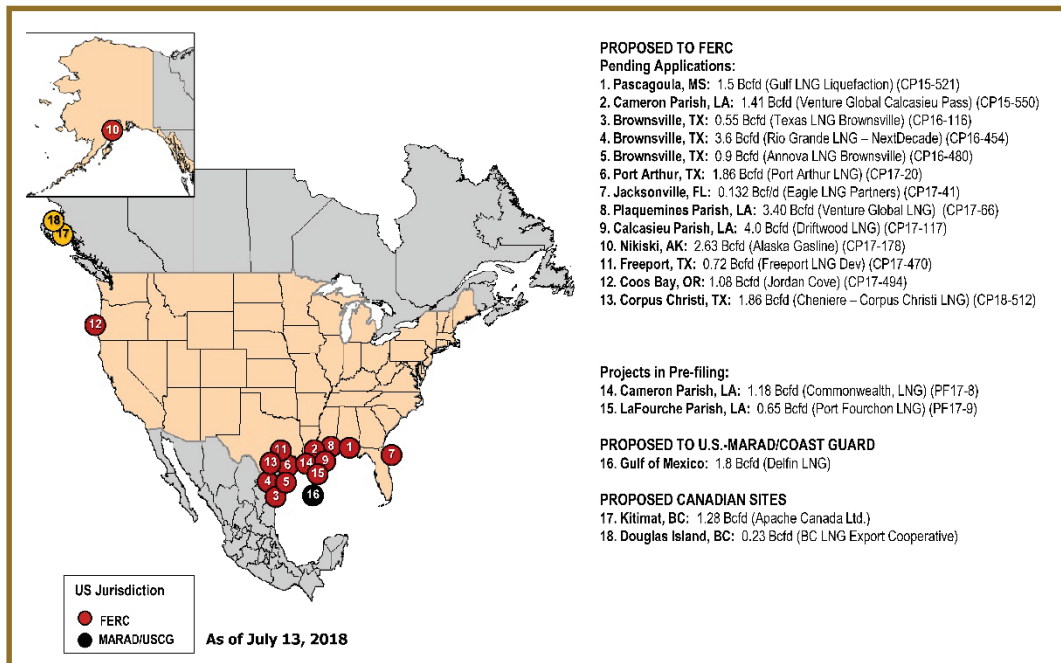 PROPOSED TO FERC
Pending Applications:
1. Pascagoula, MS: 1.5 Bcfd (Gulf LNG Liquefaction) (CP15-521)
2. Cameron Parish, LA: 1.41 Bcfd (Venture Global Calcasieu Pass) (CP15-550)
3. Brownsville, TX: 0.55 Bcfd (Texas LNG Brownsville) (CP16-116)
4. Brownsville, TX: 3.6 Bcfd (Rio Grande LNG – NextDecade) (CP16-454)
5. Brownsville, TX: 0.9 Bcfd (Annova LNG Brownsville) (CP16-480)
6. Port Arthur, TX: 1.86 Bcfd (Port Arthur LNG) (CP17-20)
7. Jacksonville, FL: 0.132 Bcf/d (Eagle LNG Partners) (CP17-41)
8. Plaquemines Parish, LA: 3.40 Bcfd (Venture Global LNG) (CP17-66)
9. Calcasieu Parish, LA: 4.0 Bcfd (Driftwood LNG) (CP17-117)
10. Nikiski, AK: 2.63 Bcfd (Alaska Gasline) (CP17-178)
11. Freeport, TX: 0.72 Bcfd (Freeport LNG Dev) (CP17-470)
12. Coos Bay, OR: 1.08 Bcfd (Jordan Cove) (CP17-494)
13. Corpus Christi, TX: 1.86 Bcfd (Cheniere – Corpus Christi LNG) (CP18-512)
Projects in Pre-filing:
14. Cameron Parish, LA: 1.18 Bcfd (Commonwealth, LNG) (PF17-8)
15. LaFourche Parish, LA: 0.65 Bcfd (Port Fourchon LNG) (PF17-9)
PROPOSED TO U.S.-MARAD/COAST GUARD
16. Gulf of Mexico: 1.8 Bcfd (Delfin LNG)
PROPOSED CANADIAN SITES
17. Kitimat, BC: 1.28 Bcfd (Apache Canada Ltd.)
18. Douglas Island, BC: 0.23 Bcfd (BC LNG Export Cooperative)
10
18
17
12
11
2
8
1
7
13
6
14
9
15
4
5
16
3
US Jurisdiction
FERC
MARAD/USCG
As of July 13, 2018